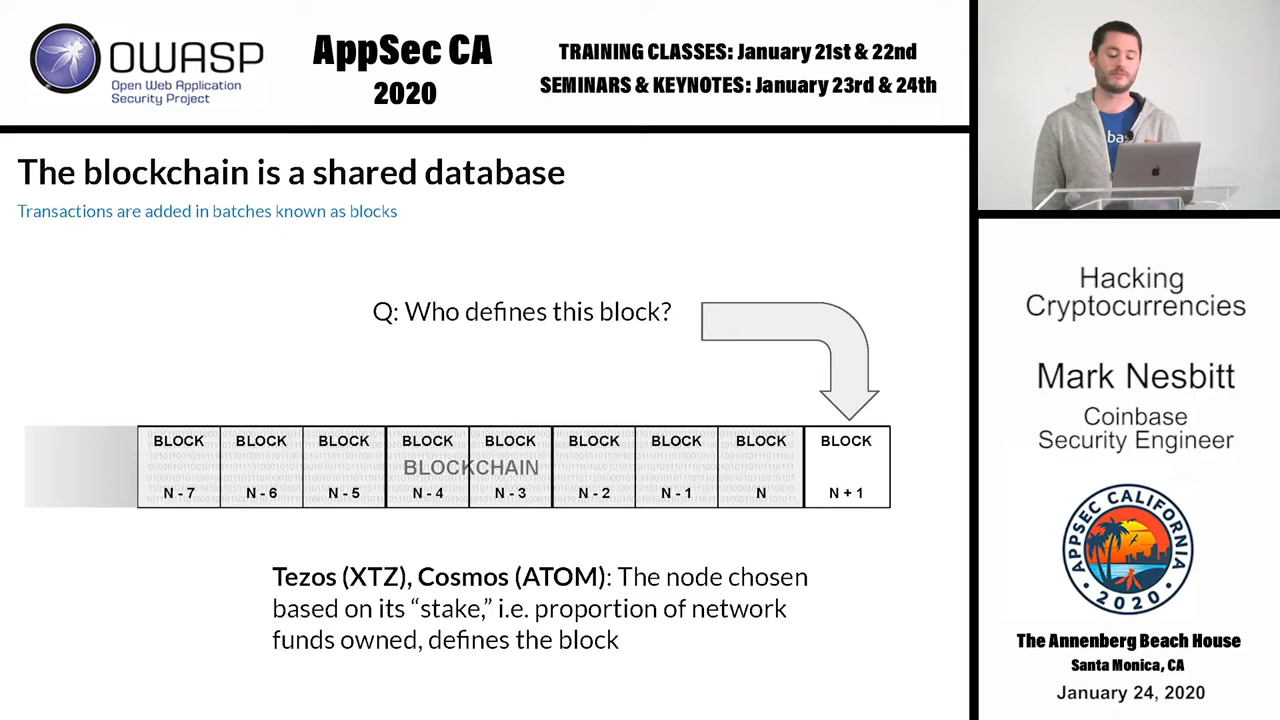 OWASP
Open Web Application
Security Project
AppSec CA
2020
TRAINING CLASSES: January 21st & 22nd
SEMINARS & KEYNOTES: January 23rd & 24th
The blockchain is a shared database
Transactions are added in batches known as blocks
Q: Who defines this block?
BLOCK BLOCK BLOCK BLOCK BLOCK BLOCK BLOCK BLOCK BLOCK
BLOCKCHAIN
N - 7 N - 6 N - 5 N - 4 N - 3 N - 2 N - 1 N N + 1
Tezos (XTZ), Cosmos (ATOM): The node chosen
based on its “stake,” i.e. proportion of network
funds owned, defines the block
ba
Hacking
Cryptocurrencies
Mark Nesbitt
Coinbase
Security Engineer
APPSEC CALIFORNIA
2020
The Annenberg Beach House
Santa Monica, CA
January 24, 2020